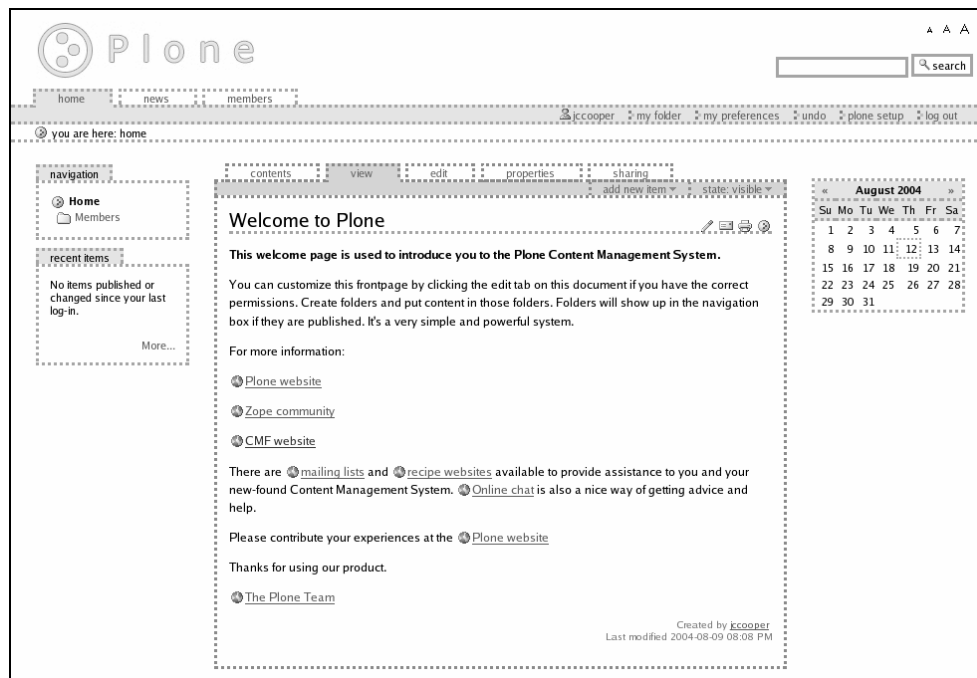 Plone
A A A
search
home news members
jccooper my folder my preferences undo plone setup log out
you are here: home
navigation
Home
Members
recent items
No items published or
changed since your last
log-in.
More...
contents view edit properties sharing
add new item state: visible
Welcome to Plone
This welcome page is used to introduce you to the Plone Content Management System.
You can customize this frontpage by clicking the edit tab on this document if you have the correct
permissions. Create folders and put content in those folders. Folders will show up in the navigation
box if they are published. It's a very simple and powerful system.
For more information:
Plone website
Zope community
CMF website
There are mailing lists and recipe websites available to provide assistance to you and your
new-found Content Management System. Online chat is also a nice way of getting advice and
help.
Please contribute your experiences at the Plone website
Thanks for using our product.
The Plone Team
Created by jccooper
Last modified 2004-08-09 08:08 PM
« August 2004 »
Su Mo Tu We Th Fr Sa
1 2 3 4 5 6 7
8 9 10 11 12 13 14
15 16 17 18 19 20 21
22 23 24 25 26 27 28
29 30 31